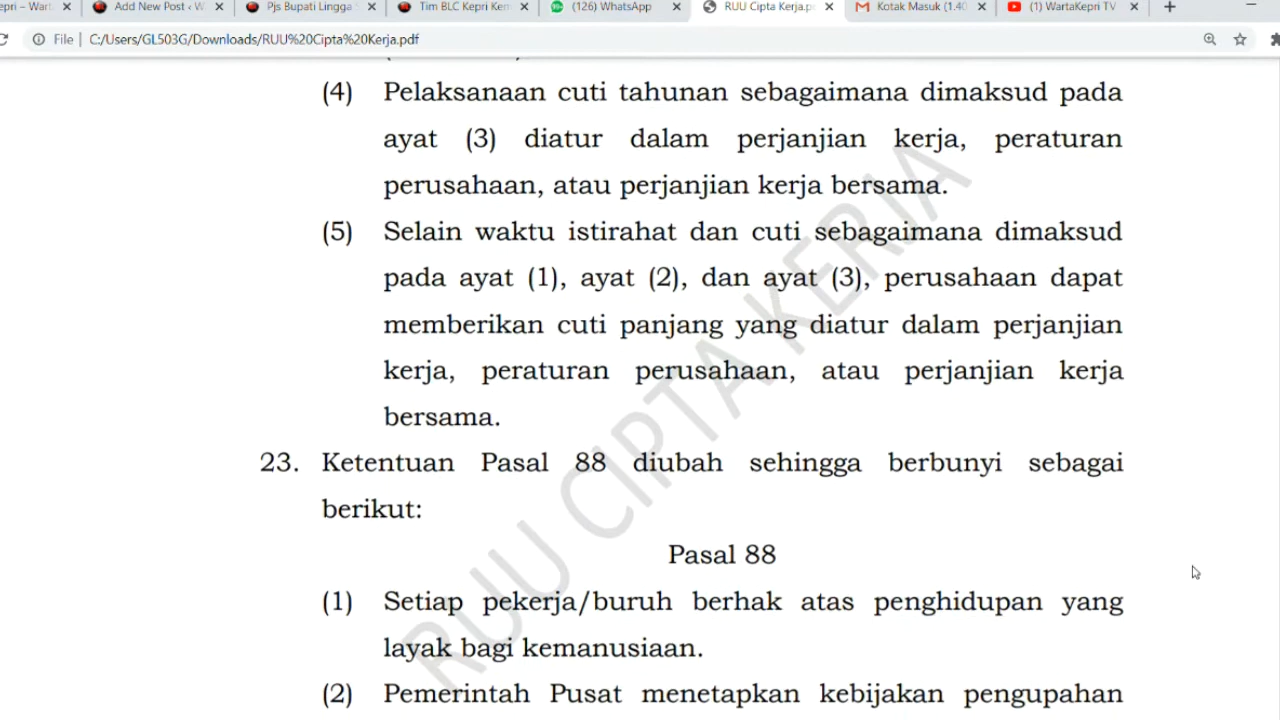 epri – Wart
Add New Post ‹ W
Pjs Bupati Lingga
Tim BLC Kepri Kem
(126) WhatsApp
RUU Cipta Kerja.p
Kotak Masuk (1.40
(1) WartaKepri TV
File | C:/Users/GL503G/Downloads/RUU%20Cipta%20Kerja.pdf
(4) Pelaksanaan cuti tahunan sebagaimana dimaksud pada
ayat (3) diatur dalam perjanjian kerja, peraturan
perusahaan, atau perjanjian kerja bersama.
(5) Selain waktu istirahat dan cuti sebagaimana dimaksud
pada ayat (1), ayat (2), dan ayat (3), perusahaan dapat
memberikan cuti panjang yang diatur dalam perjanjian
kerja, peraturan perusahaan, atau perjanjian kerja
bersama.
23. Ketentuan Pasal 88 diubah sehingga berbunyi sebagai
berikut:
Pasal 88
(1) Setiap pekerja/buruh berhak atas penghidupan yang
layak bagi kemanusiaan.
(2) Pemerintah Pusat menetapkan kebijakan pengupahan
RUU CIPTA KERJA